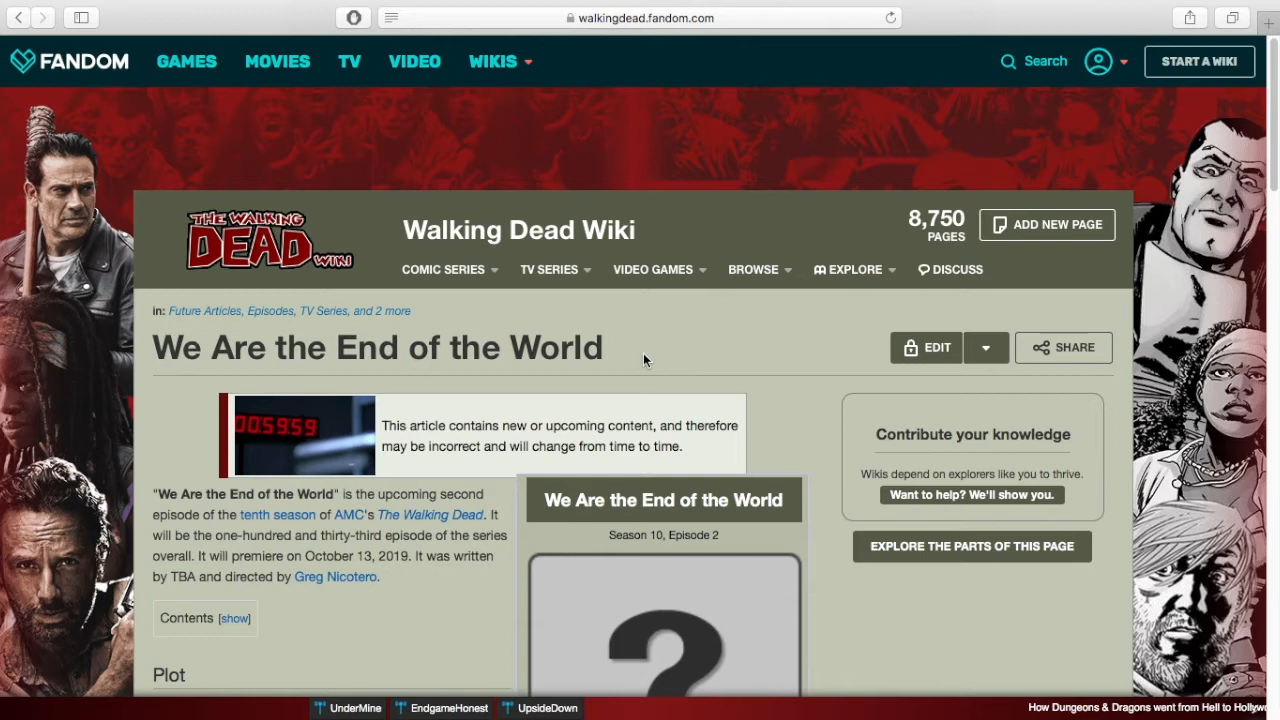 walkingdead.fandom.com
FANDOM GAMES MOVIES TV VIDEO WIKIS Search START A WIKI
THE WALKING
DEAD WIKI
Walking Dead Wiki
8,750
PAGES
ADD NEW PAGE
COMIC SERIES TV SERIES VIDEO GAMES BROWSE EXPLORE DISCUSS
in: Future Articles, Episodes, TV Series, and 2 more
We Are the End of the World
EDIT SHARE
00:59:59
This article contains new or upcoming content, and therefore
may be incorrect and will change from time to time.
"We Are the End of the World" is the upcoming second
episode of the tenth season of AMC's The Walking Dead. It
will be the one-hundred and thirty-third episode of the series
overall. It will premiere on October 13, 2019. It was written
by TBA and directed by Greg Nicotero.
Contents [show]
Plot
We Are the End of the World
Season 10, Episode 2
?
Contribute your knowledge
Wikis depend on explorers like you to thrive.
Want to help? We'll show you.
EXPLORE THE PARTS OF THIS PAGE
UnderMine EndgameHonest UpsideDown
How Dungeons & Dragons went from Hell to Hollyw